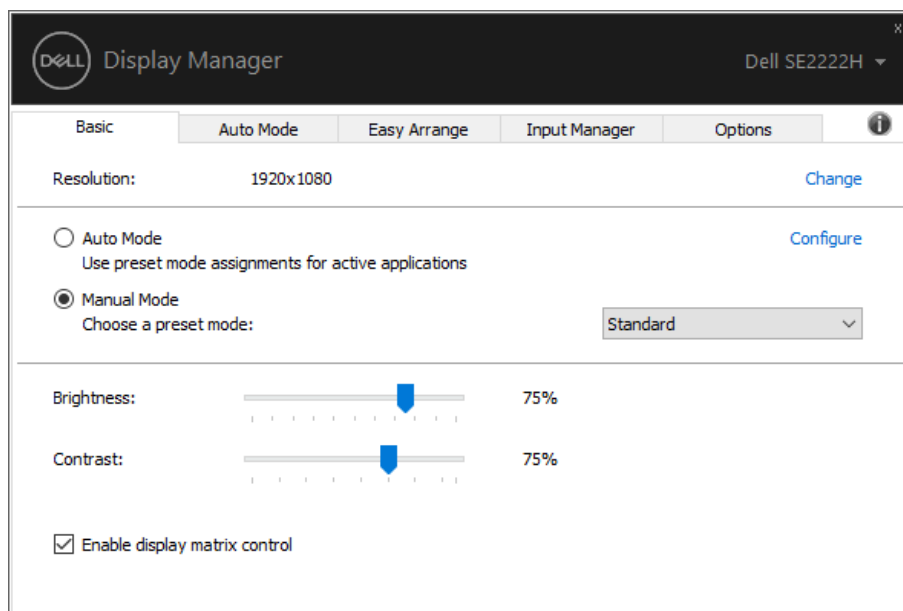 x
DELL Display Manager Dell SE2222H
Basic Auto Mode Easy Arrange Input Manager Options i
Resolution: 1920x1080 Change
Auto Mode Configure
Use preset mode assignments for active applications
Manual Mode
Choose a preset mode: Standard
Brightness: 75%
Contrast: 75%
Enable display matrix control